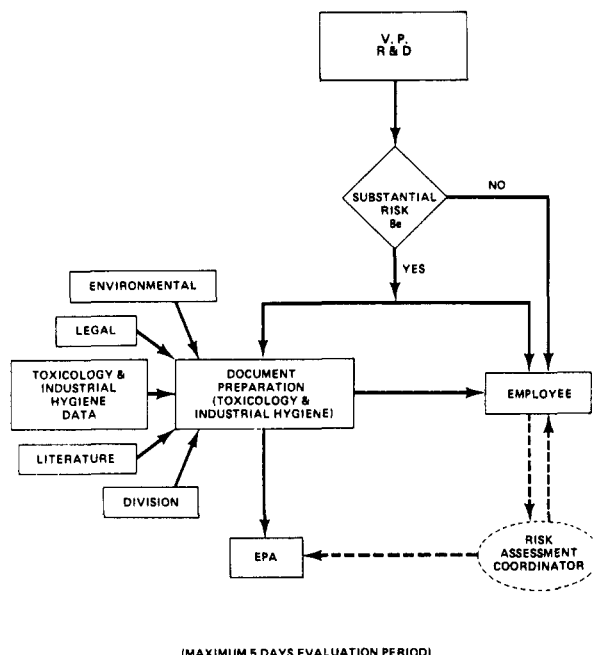 V. P.
R & D
SUBSTANTIAL
RISK
8e
NO
YES
ENVIRONMENTAL
LEGAL
TOXICOLOGY &
INDUSTRIAL
HYGIENE
DATA
LITERATURE
DIVISION
DOCUMENT
PREPARATION
(TOXICOLOGY &
INDUSTRIAL HYGIENE)
EMPLOYEE
EPA
RISK
ASSESSMENT
COORDINATOR
(MAXIMUM 5 DAYS EVALUATION PERIOD)